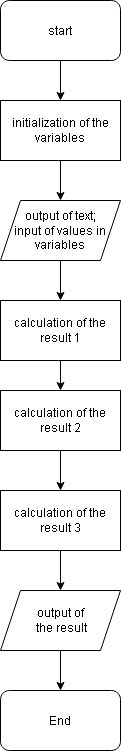 start
initialization of the
variables
output of text;
input of values in
variables
calculation of the
result 1
calculation of the
result 2
calculation of the
result 3
output of
the result
End